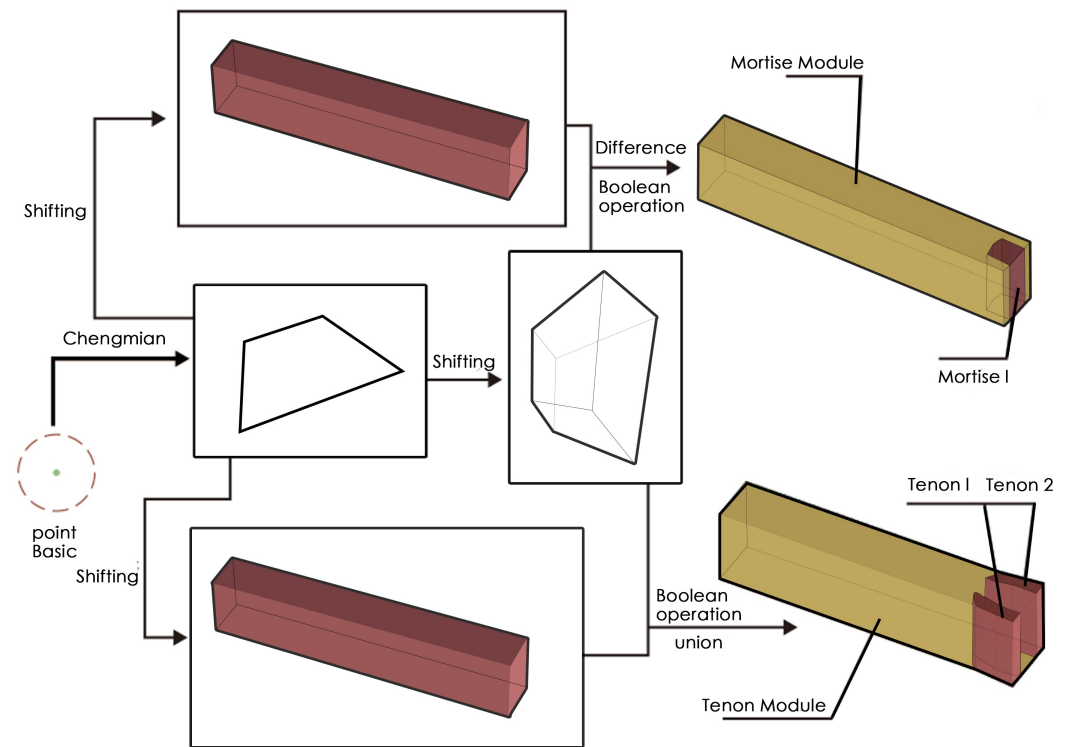 Mortise Module
Difference
Boolean
operation
Shifting
Chengmian
Shifting
Mortise I
point
Basic
Shifting
Tenon I Tenon 2
Boolean
operation
union
Tenon Module